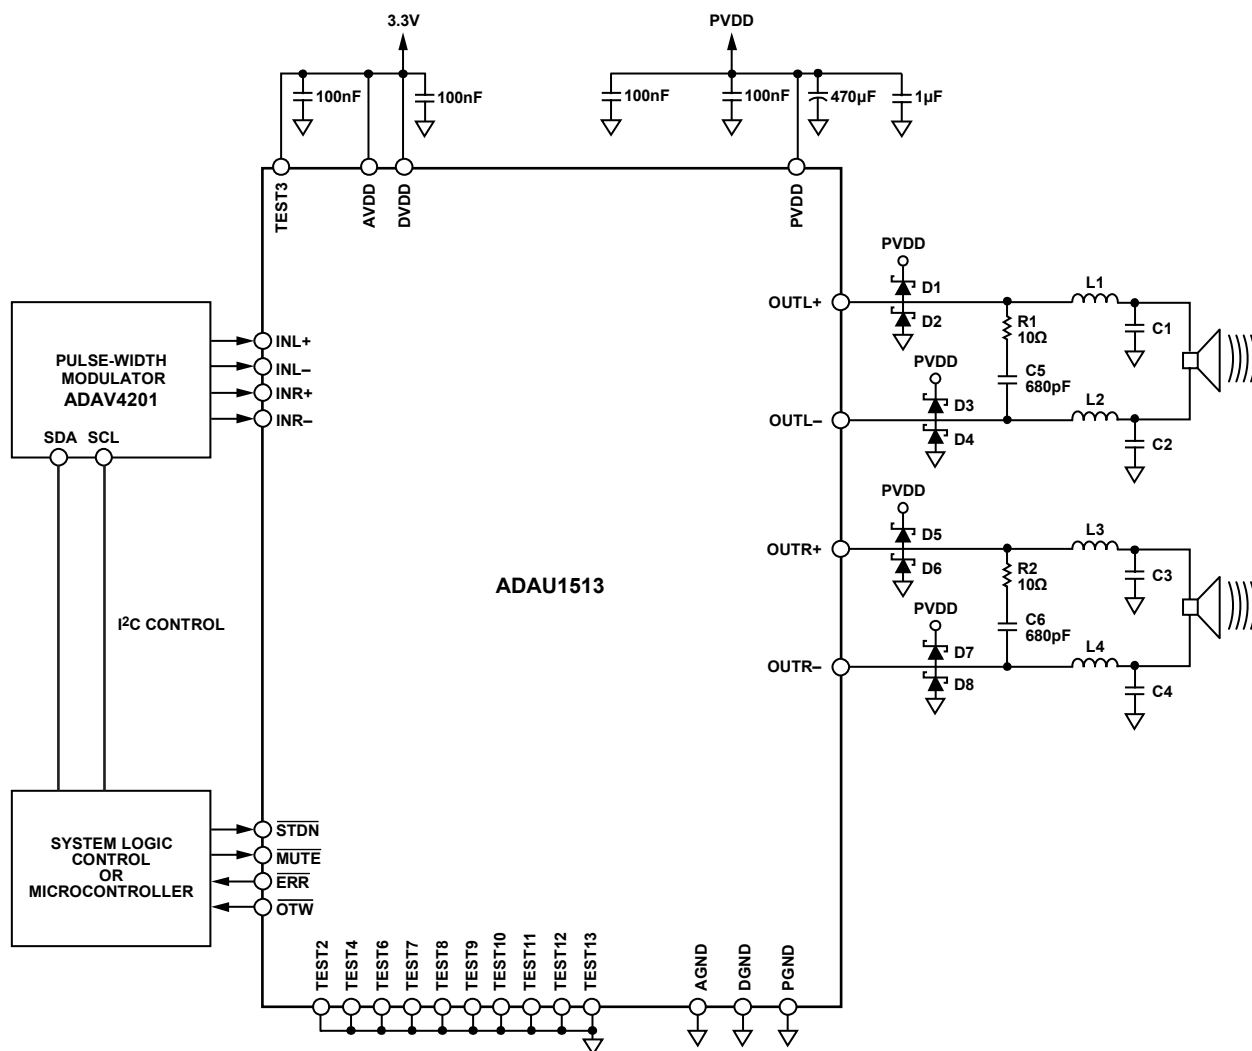 3.3V
PVDD
100nF
100nF
100nF
100nF
470µF
1µF
TEST3
AVDD
DVDD
PVDD
PULSE-WIDTH
MODULATOR
ADAV4201
SDA SCL
INL+
INL–
INR+
INR–
OUTL+
OUTL–
OUTR+
OUTR–
PVDD
D1
D2
PVDD
D3
D4
R1
10Ω
C5
680pF
L1
C1
L2
C2
PVDD
D5
D6
PVDD
D7
D8
R2
10Ω
C6
680pF
L3
C3
L4
C4
ADAU1513
I2C CONTROL
SYSTEM LOGIC
CONTROL
OR
MICROCONTROLLER
STDN
MUTE
ERR
OTW
TEST2
TEST4
TEST6
TEST7
TEST8
TEST9
TEST10
TEST11
TEST12
TEST13
AGND
DGND
PGND